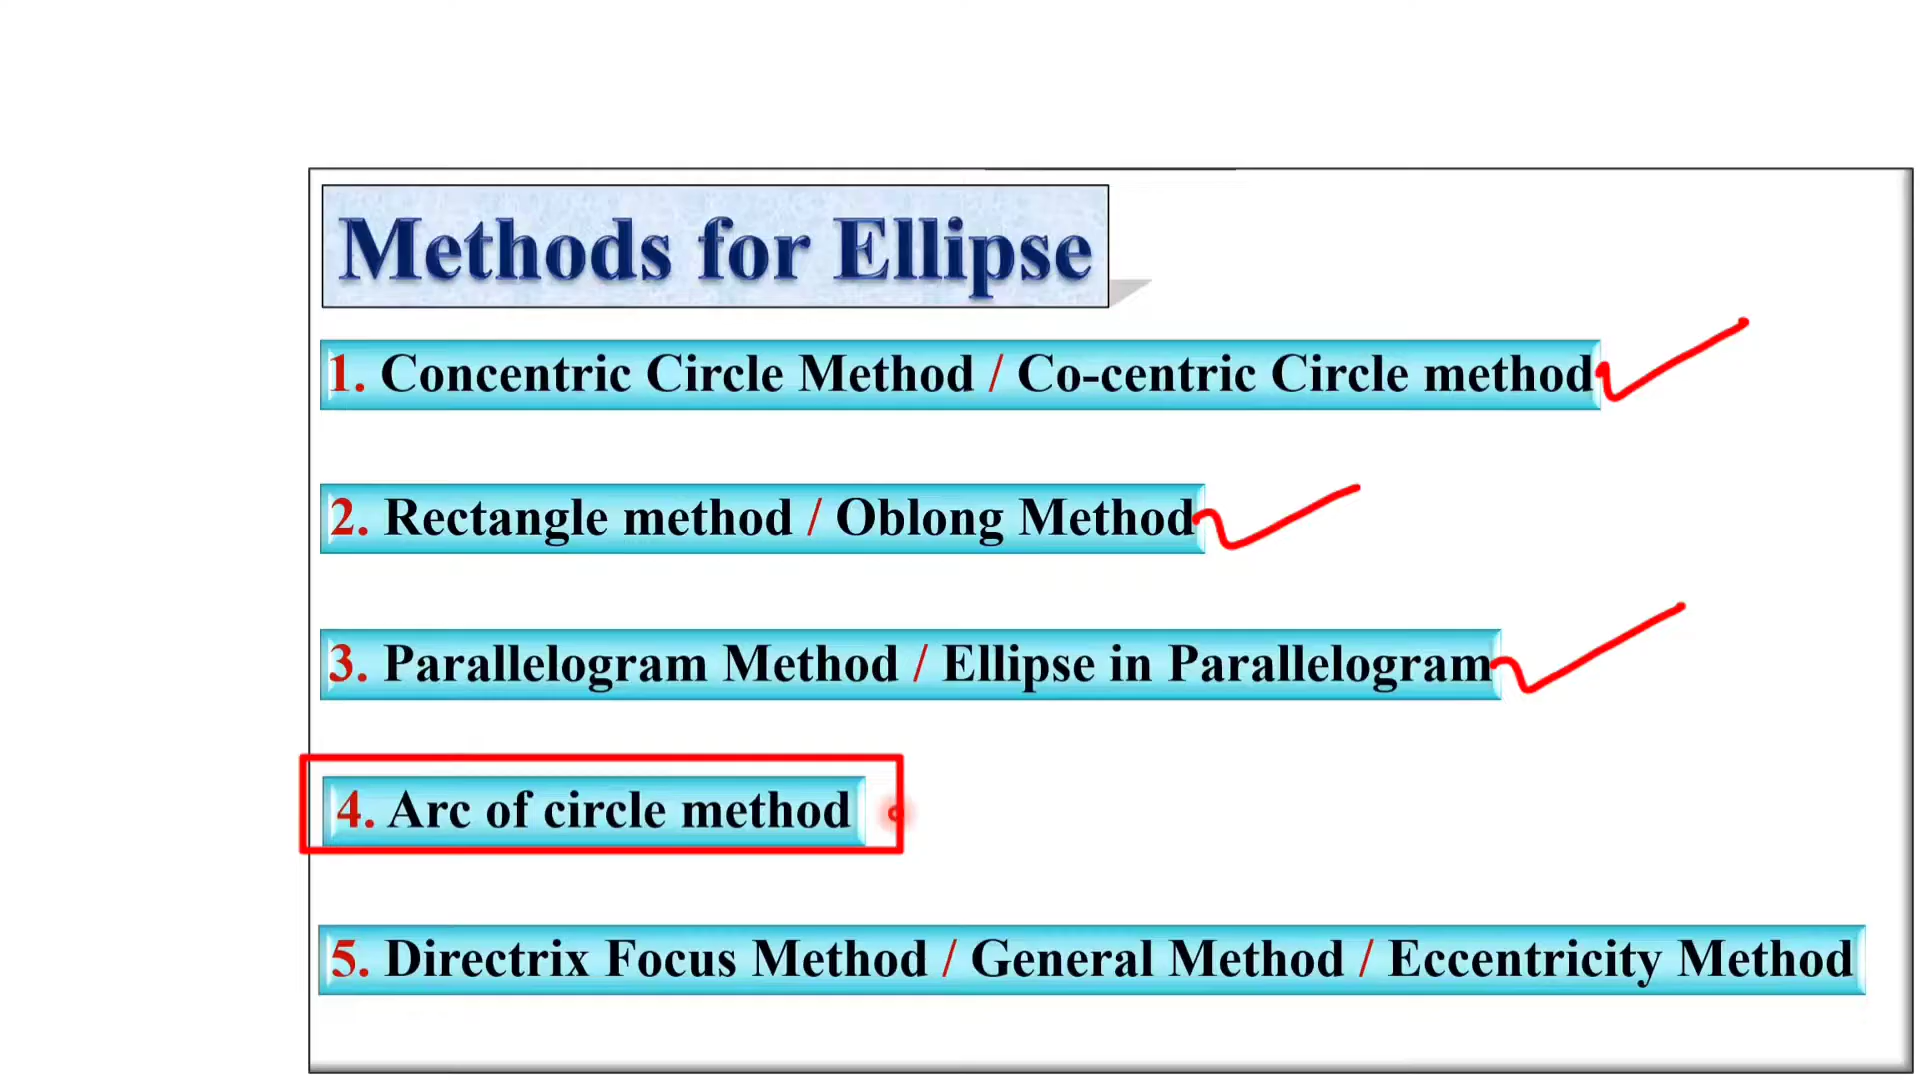 Methods for Ellipse
1. Concentric Circle Method / Co-centric Circle method
2. Rectangle method / Oblong Method
3. Parallelogram Method / Ellipse in Parallelogram
4. Arc of circle method
5. Directrix Focus Method / General Method / Eccentricity Method